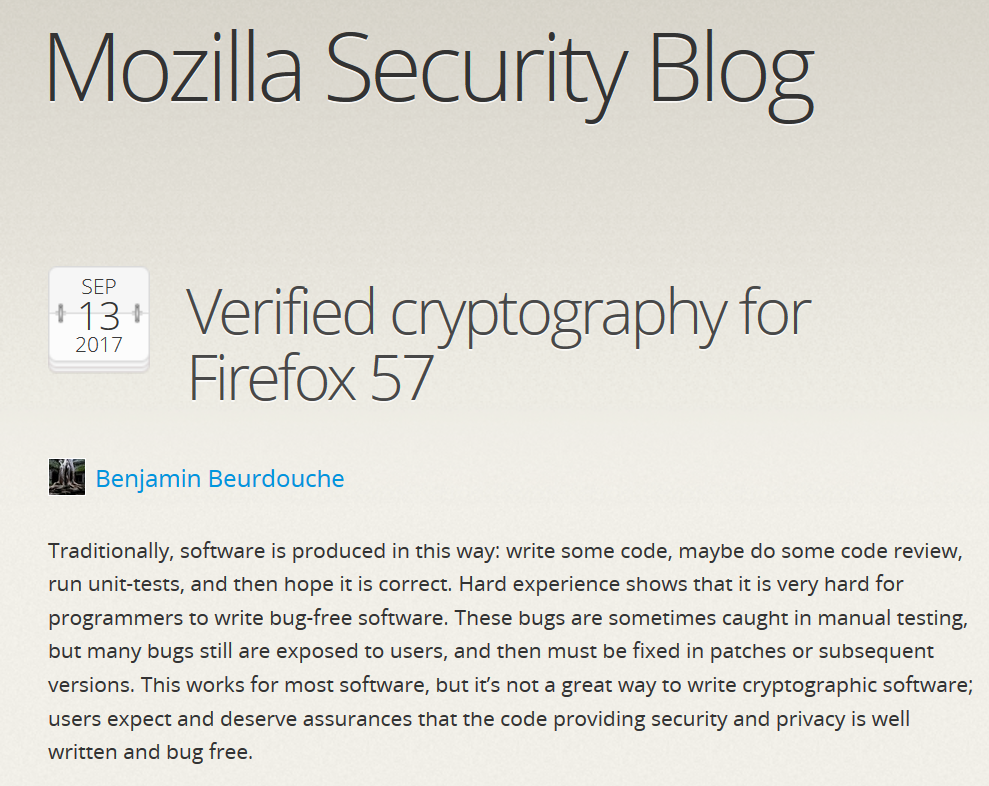 Mozilla Security Blog
SEP
13
2017
Verified cryptography for
Firefox 57
Benjamin Beurdouche
Traditionally, software is produced in this way: write some code, maybe do some code review,
run unit-tests, and then hope it is correct. Hard experience shows that it is very hard for
programmers to write bug-free software. These bugs are sometimes caught in manual testing,
but many bugs still are exposed to users, and then must be fixed in patches or subsequent
versions. This works for most software, but it’s not a great way to write cryptographic software;
users expect and deserve assurances that the code providing security and privacy is well
written and bug free.